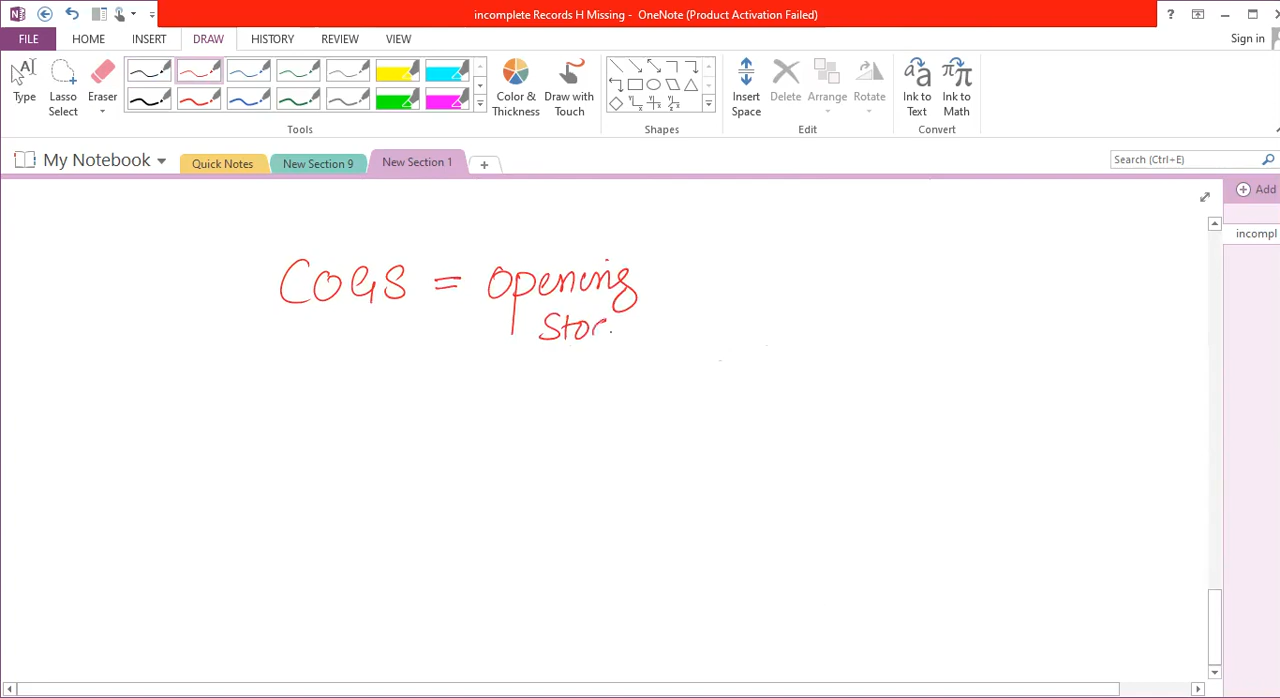 incomplete Records H Missing - OneNote (Product Activation Failed)
?
FILE HOME INSERT DRAW HISTORY REVIEW VIEW
Sign in
Type
Lasso Select
Eraser
Color & Thickness
Draw with Touch
Insert Space
Delete
Arrange
Rotate
Ink to Text
Ink to Math
Tools
Shapes
Edit
Convert
My Notebook
Quick Notes
New Section 9
New Section 1
+
Search (Ctrl+E)
Add
incompl
COGS = opening
Stoc